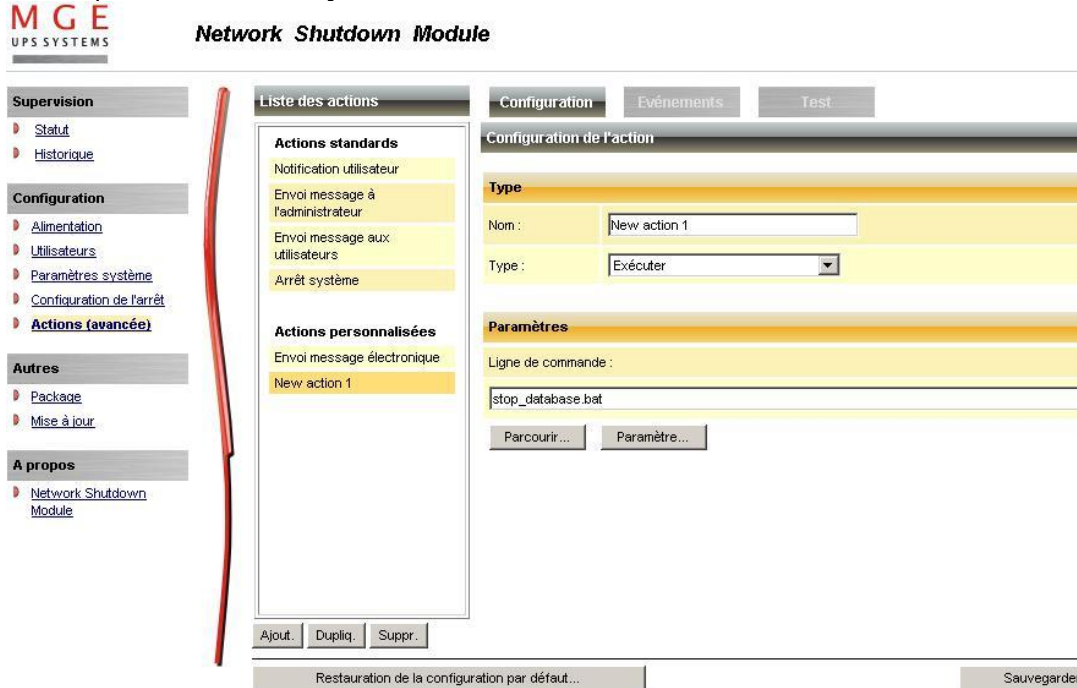 MGE
UPS SYSTEMS
Network Shutdown Module
Supervision
Statut
Historique
Configuration
Alimentation
Utilisateurs
Paramètres système
Configuration de l'arrêt
Actions (avancée)
Autres
Package
Mise à jour
A propos
Network Shutdown
Module
Liste des actions
Actions standards
Notification utilisateur
Envoi message à
l'administrateur
Envoi message aux
utilisateurs
Arrêt système
Actions personnalisées
Envoi message électronique
New action 1
Ajout.
Dupliq.
Suppr.
Configuration
Evénements
Test
Configuration de l'action
Type
Nom :
New action 1
Type :
Exécuter
Paramètres
Ligne de commande :
stop_database.bat
Parcourir...
Paramètre...
Restauration de la configuration par défaut...
Sauvegarder